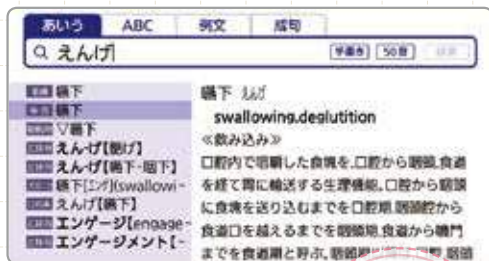 あいう ABC 例文 成句
えんげ 手書き 50音
嚥下
嚥下
▽嚥下
えん-げ
えん-げ【嚥下・咽下】
嚥下[エンゲ](swallowi-
えんげ【嚥下】
エンゲージ[engage-
エンゲージメント[-
嚥下 えんげ
swallowing.deglutition
≪飲み込み≫
口腔内で咀嚼した食塊を,口腔から咽頭,食道
を経て胃に輸送する生理機能。口腔から咽頭
に食塊を送り込むまでを口腔期,咽頭腔から
食道口を越えるまでを咽頭期,食道から噴門
までを食道期と呼ぶ。